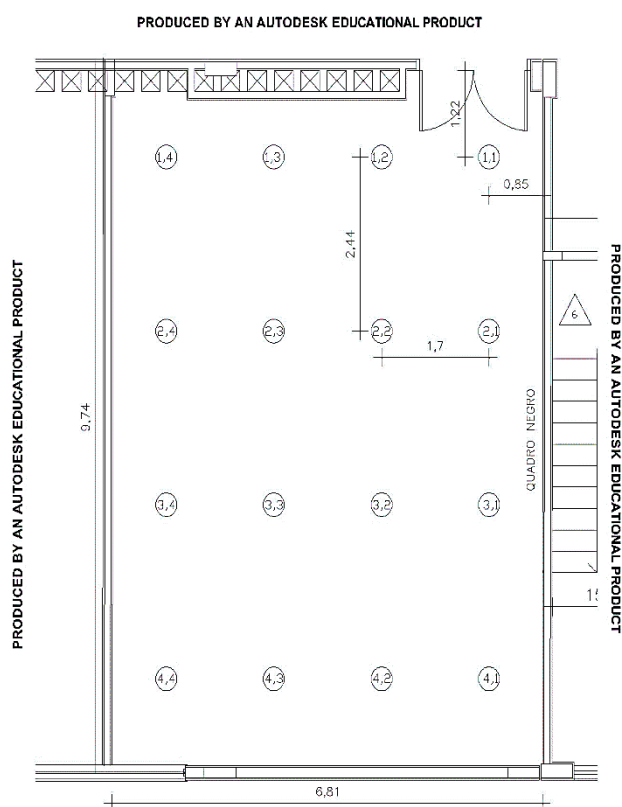 PRODUCED BY AN AUTODESK EDUCATIONAL PRODUCT
1,22
1,4 1,3 1,2 1,1
0,85
2,44
2,4 2,3 2,2 2,1
6
1,7
9.74
QUADRO NEGRO
3,4 3,3 3,2 3,1
4,4 4,3 4,2 4,1
6,81
PRODUCED BY AN AUTODESK EDUCATIONAL PRODUCT
PRODUCED BY AN AUTODESK EDUCATIONAL PRODUCT